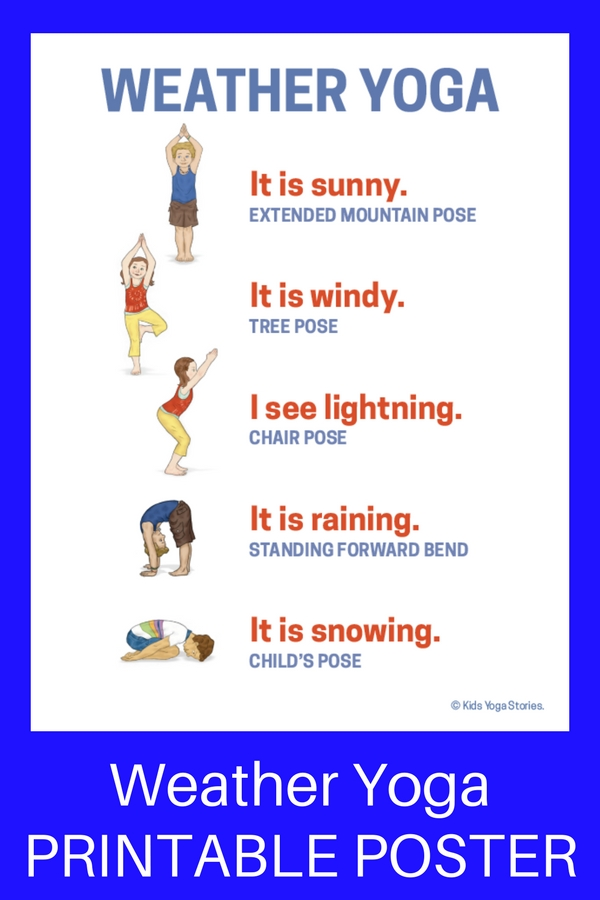 WEATHER YOGA
It is sunny.
EXTENDED MOUNTAIN POSE
It is windy.
TREE POSE
I see lightning.
CHAIR POSE
It is raining.
STANDING FORWARD BEND
It is snowing.
CHILD'S POSE
© Kids Yoga Stories.
Weather Yoga
PRINTABLE POSTER